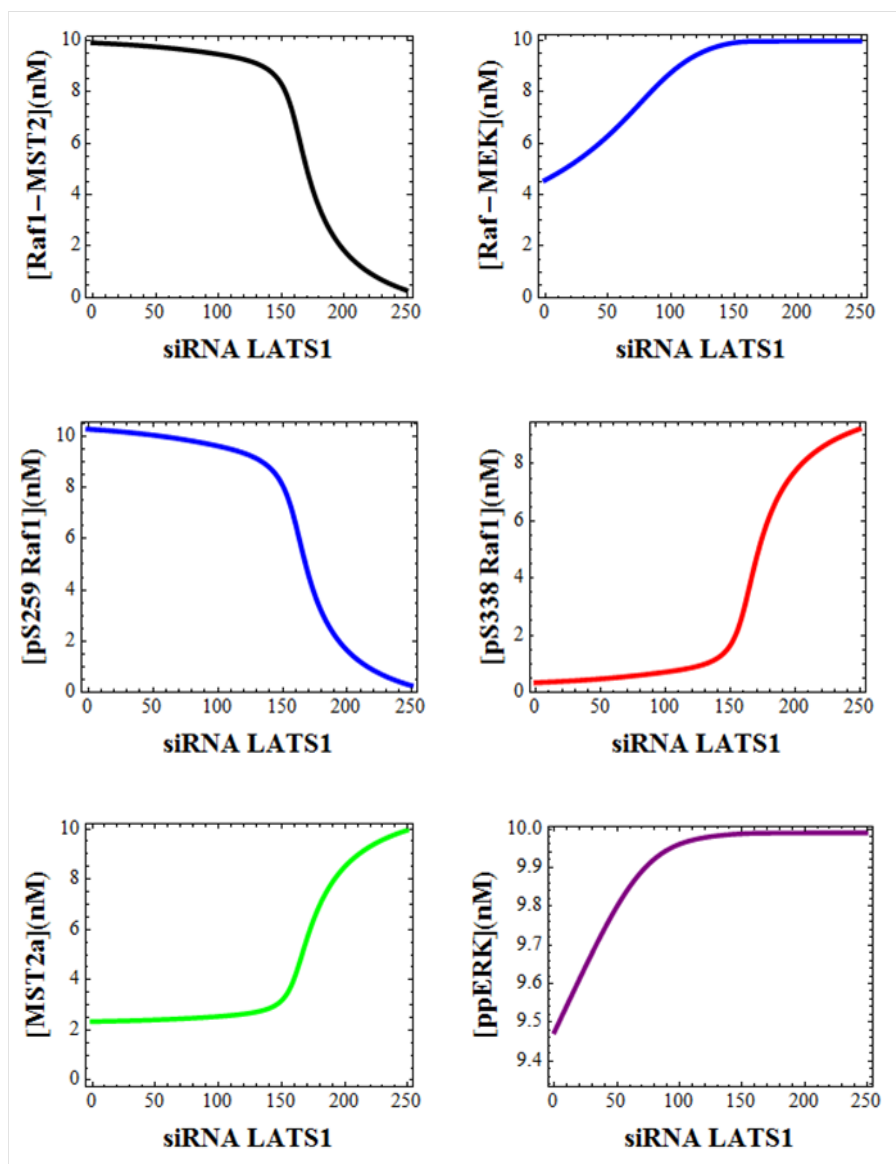 [Raf1-MST2](nM)
10
8
6
4
2
0
0 50 100 150 200 250
siRNA LATS1
[Raf-MEK](nM)
10
8
6
4
2
0
0 50 100 150 200 250
siRNA LATS1
[pS259 Raf1](nM)
10
8
6
4
2
0
0 50 100 150 200 250
siRNA LATS1
[pS338 Raf1](nM)
8
6
4
2
0
0 50 100 150 200 250
siRNA LATS1
[MST2a](nM)
10
8
6
4
2
0
0 50 100 150 200 250
siRNA LATS1
[ppERK](nM)
10.0
9.9
9.8
9.7
9.6
9.5
9.4
0 50 100 150 200 250
siRNA LATS1